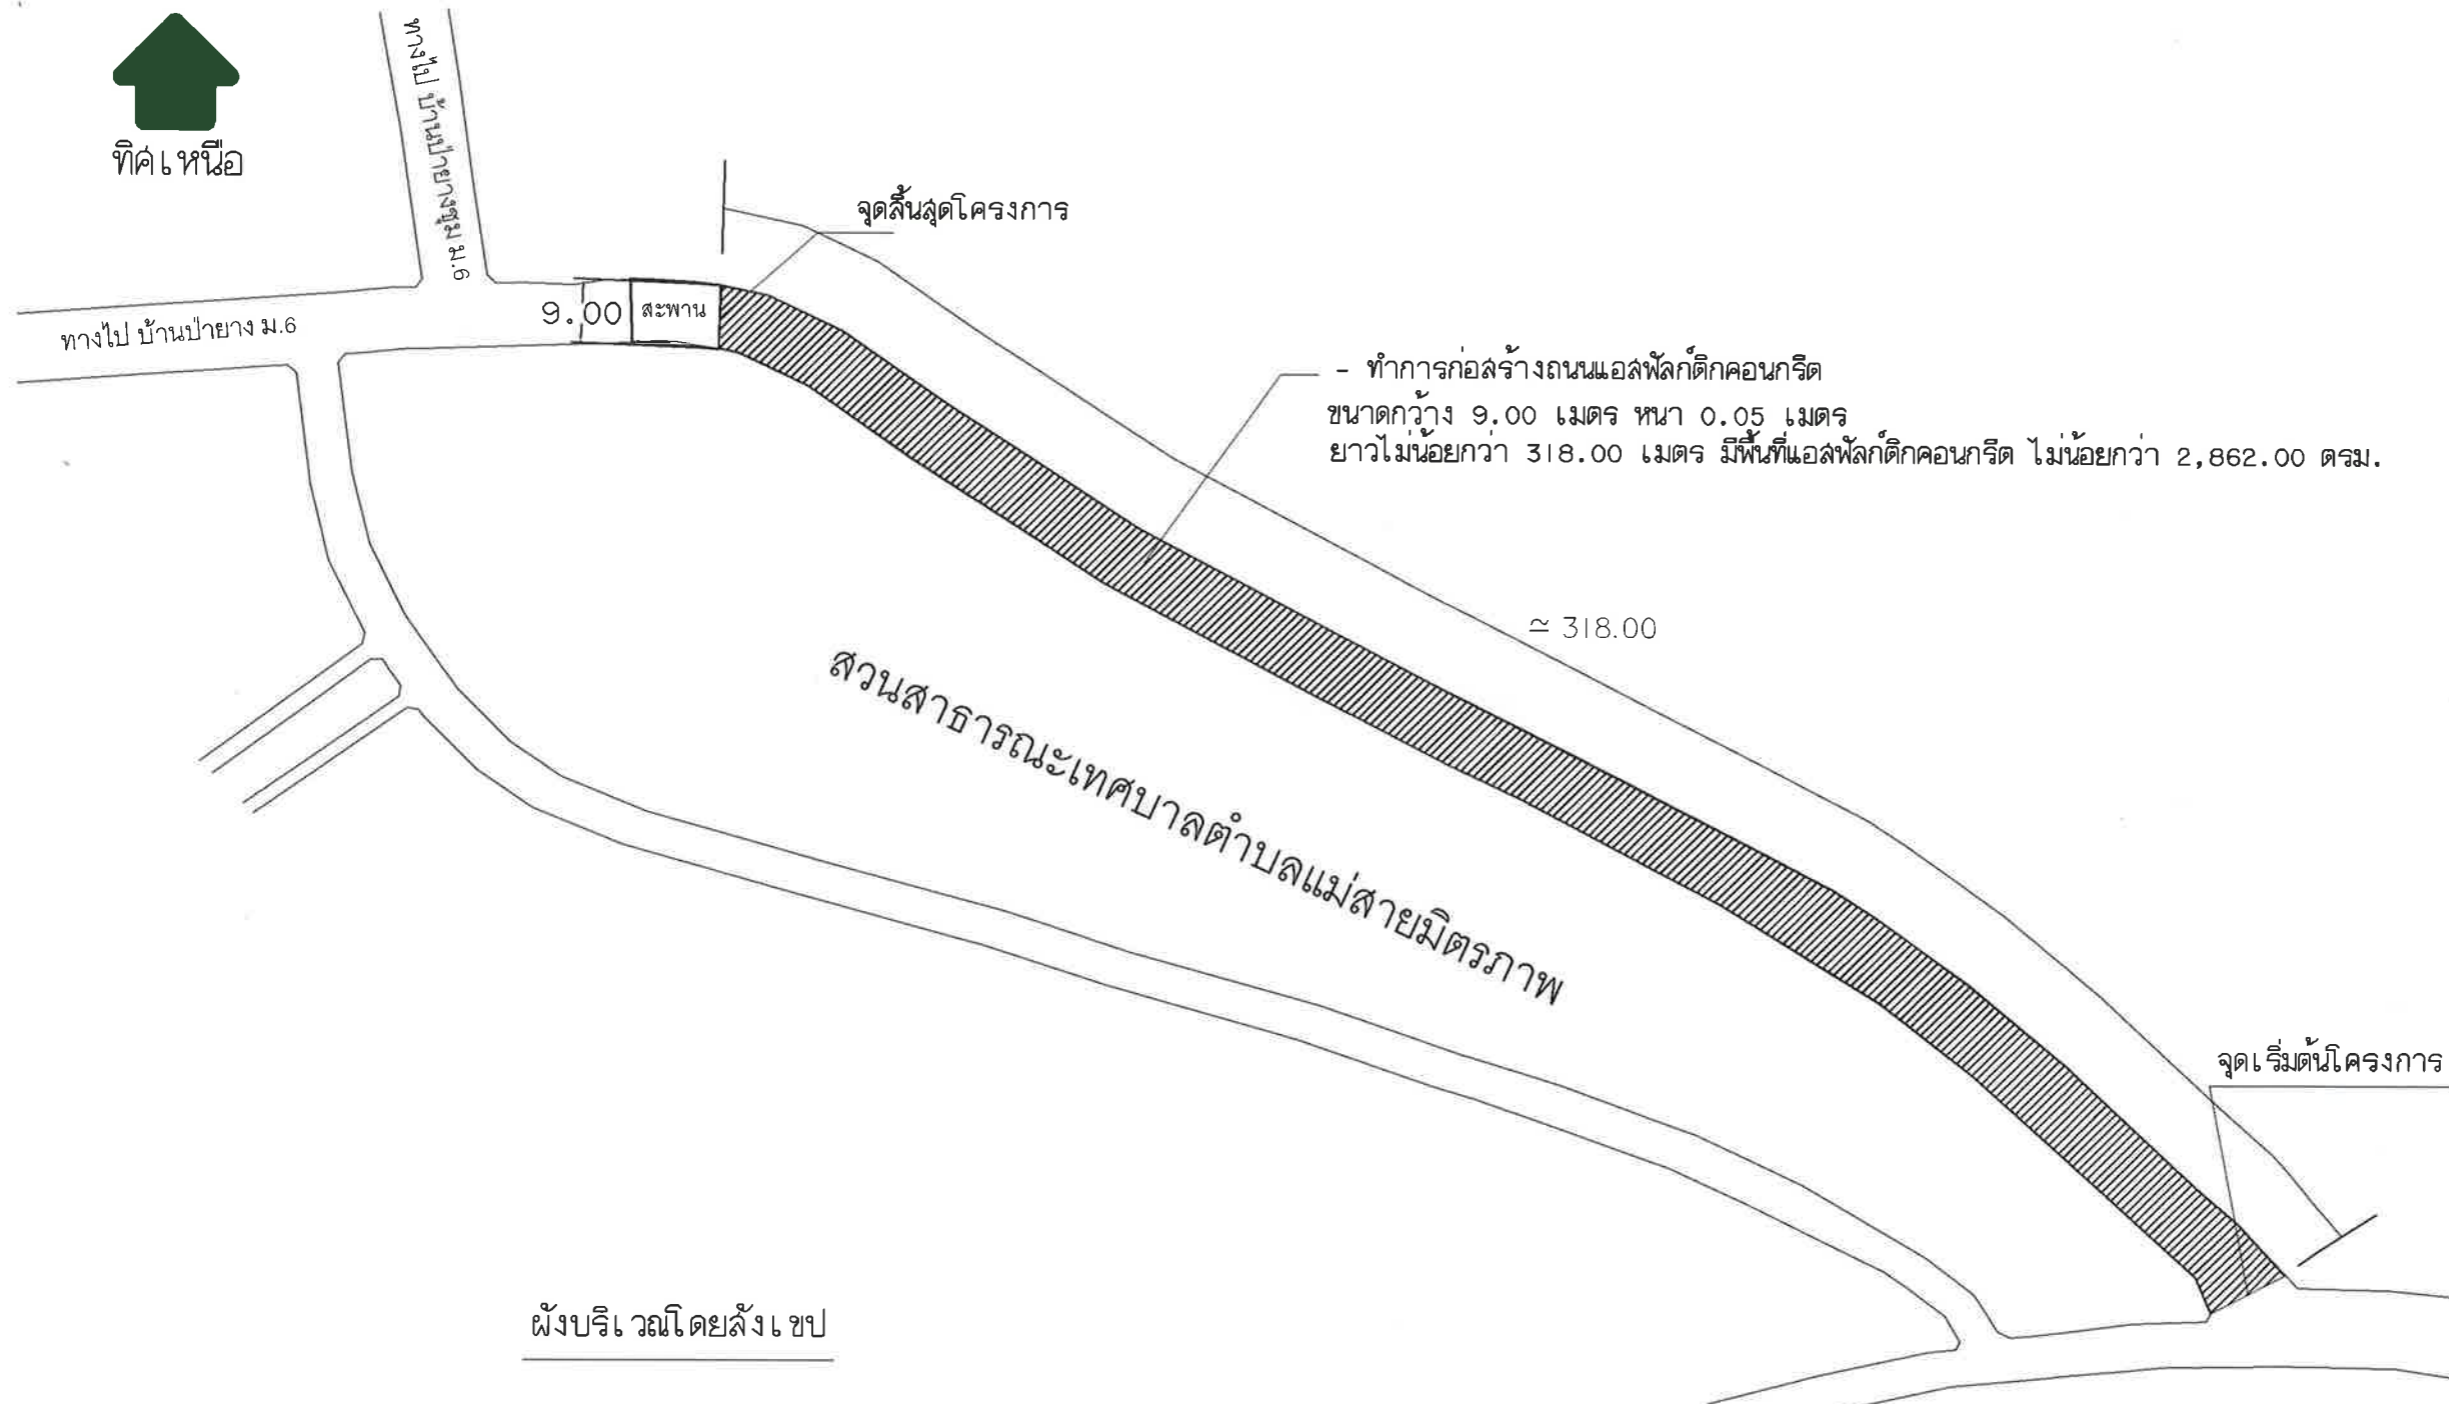 ทิศเหนือ
ทางไป บ้านป่ายางชุม ม.6
จุดสิ้นสุดโครงการ
ทางไป บ้านป่ายาง ม.6
9.00
สะพาน
- ทำการก่อสร้างถนนแอสฟัลก์ติกคอนกรีต
ขนาดกว้าง 9.00 เมตร หนา 0.05 เมตร
ยาวไม่น้อยกว่า 318.00 เมตร มีพื้นที่แอสฟัลก์ติกคอนกรีต ไม่น้อยกว่า 2,862.00 ตรม.
≃ 318.00
สวนสาธารณะเทศบาลตำบลแม่สายมิตรภาพ
จุดเริ่มต้นโครงการ
ผังบริเวณโดยสังเขป